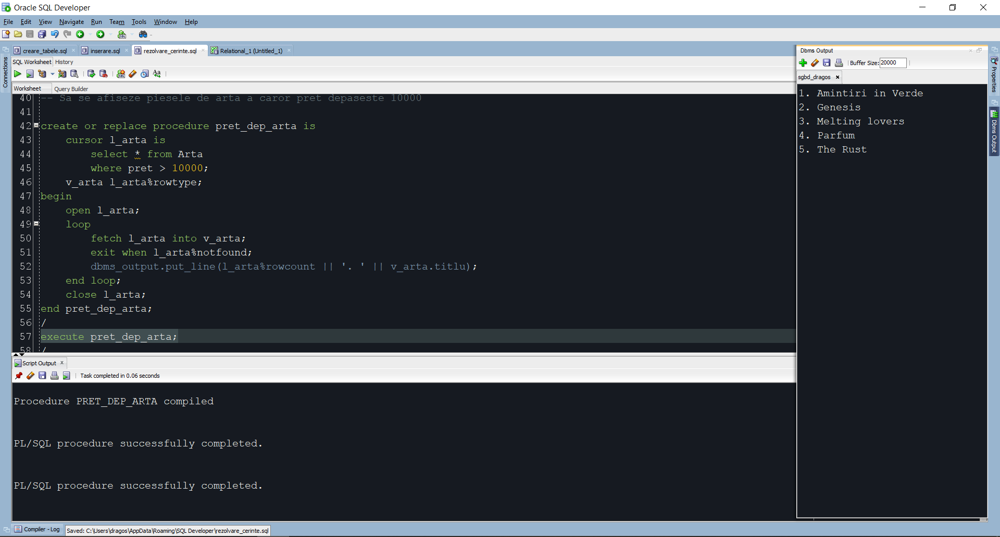 Oracle SQL Developer
File Edit View Navigate Run Team Tools Window Help
creare_tabele.sql inserare.sql rezolvare_cerinte.sql Relational_1 (Untitled_1)
SQL Worksheet History
Worksheet Query Builder
Connections
40 -- Sa se afiseze piesele de arta a caror pret depaseste 10000
41
42 create or replace procedure pret_dep_arta is
43 cursor l_arta is
44 select * from Arta
45 where pret > 10000;
46 v_arta l_arta%rowtype;
47 begin
48 open l_arta;
49 loop
50 fetch l_arta into v_arta;
51 exit when l_arta%notfound;
52 dbms_output.put_line(l_arta%rowcount || '. ' || v_arta.titlu);
53 end loop;
54 close l_arta;
55 end pret_dep_arta;
56 /
57 execute pret_dep_arta;
58 /
Script Output
Task completed in 0.06 seconds
Procedure PRET_DEP_ARTA compiled
PL/SQL procedure successfully completed.
PL/SQL procedure successfully completed.
Dbms Output
Buffer Size: 20000
sgbd_dragos
1. Amintiri in Verde
2. Genesis
3. Melting lovers
4. Parfum
5. The Rust
Properties
Dbms Output
Compiler - Log
Saved: C:\Users\dragos\AppData\Roaming\SQL Developer\rezolvare_cerinte.sql